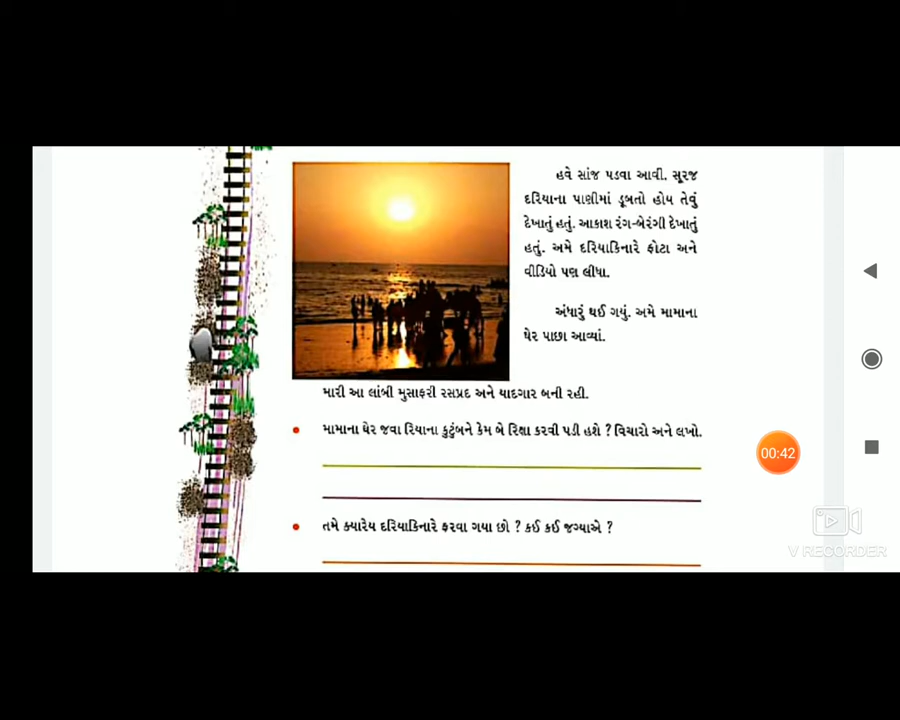 હવે સાંજ પડવા આવી. સૂરજ
દરિયાના પાણીમાં ડૂબતો હોય તેવું
દેખાતું હતું. આકાશ રંગ-બેરંગી દેખાતું
હતું. અમે દરિયાકિનારે ફોટા અને
વીડિયો પણ લીધા.
અંધારું થઈ ગયું. અમે મામાના
ઘેર પાછા આવ્યાં.
મારી આ લાંબી મુસાફરી રસપ્રદ અને યાદગાર બની રહી.
• મામાના ઘેર જવા રિયાના કુટુંબને કેમ બે રિક્ષા કરવી પડી હશે ? વિચારો અને લખો.
00:42
V RECORDER
• તમે ક્યારેય દરિયાકિનારે ફરવા ગયા છો ? કઈ કઈ જગ્યાએ ?